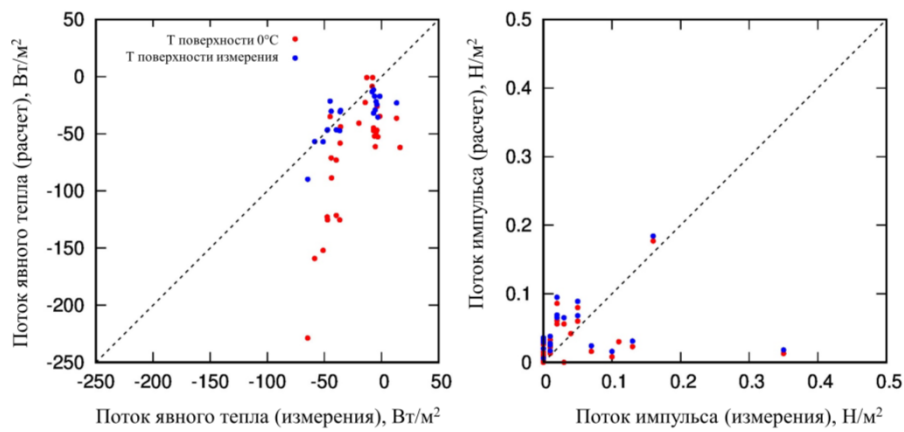 Поток явного тепла (расчет), Вт/м²
50
0
-50
-100
-150
-200
-250
Т поверхности 0°С
Т поверхности измерения
-250 -200 -150 -100 -50 0 50
Поток явного тепла (измерения), Вт/м²
Поток импульса (расчет), Н/м²
0.5
0.4
0.3
0.2
0.1
0
0 0.1 0.2 0.3 0.4 0.5
Поток импульса (измерения), Н/м²